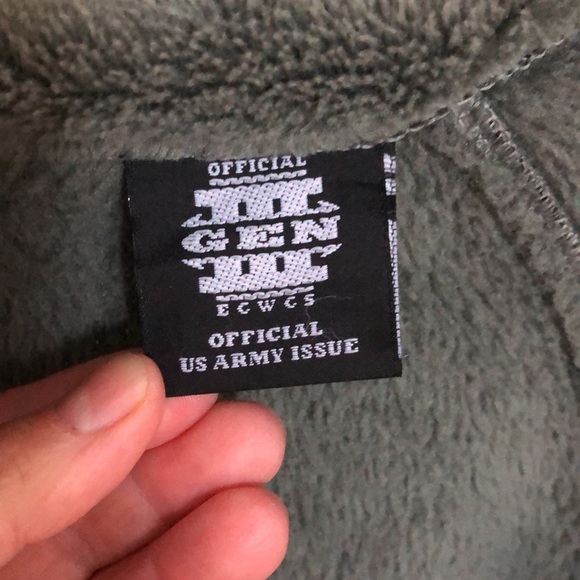 OFFICIAL
III
GEN
III
ECWCS
OFFICIAL
US ARMY ISSUE